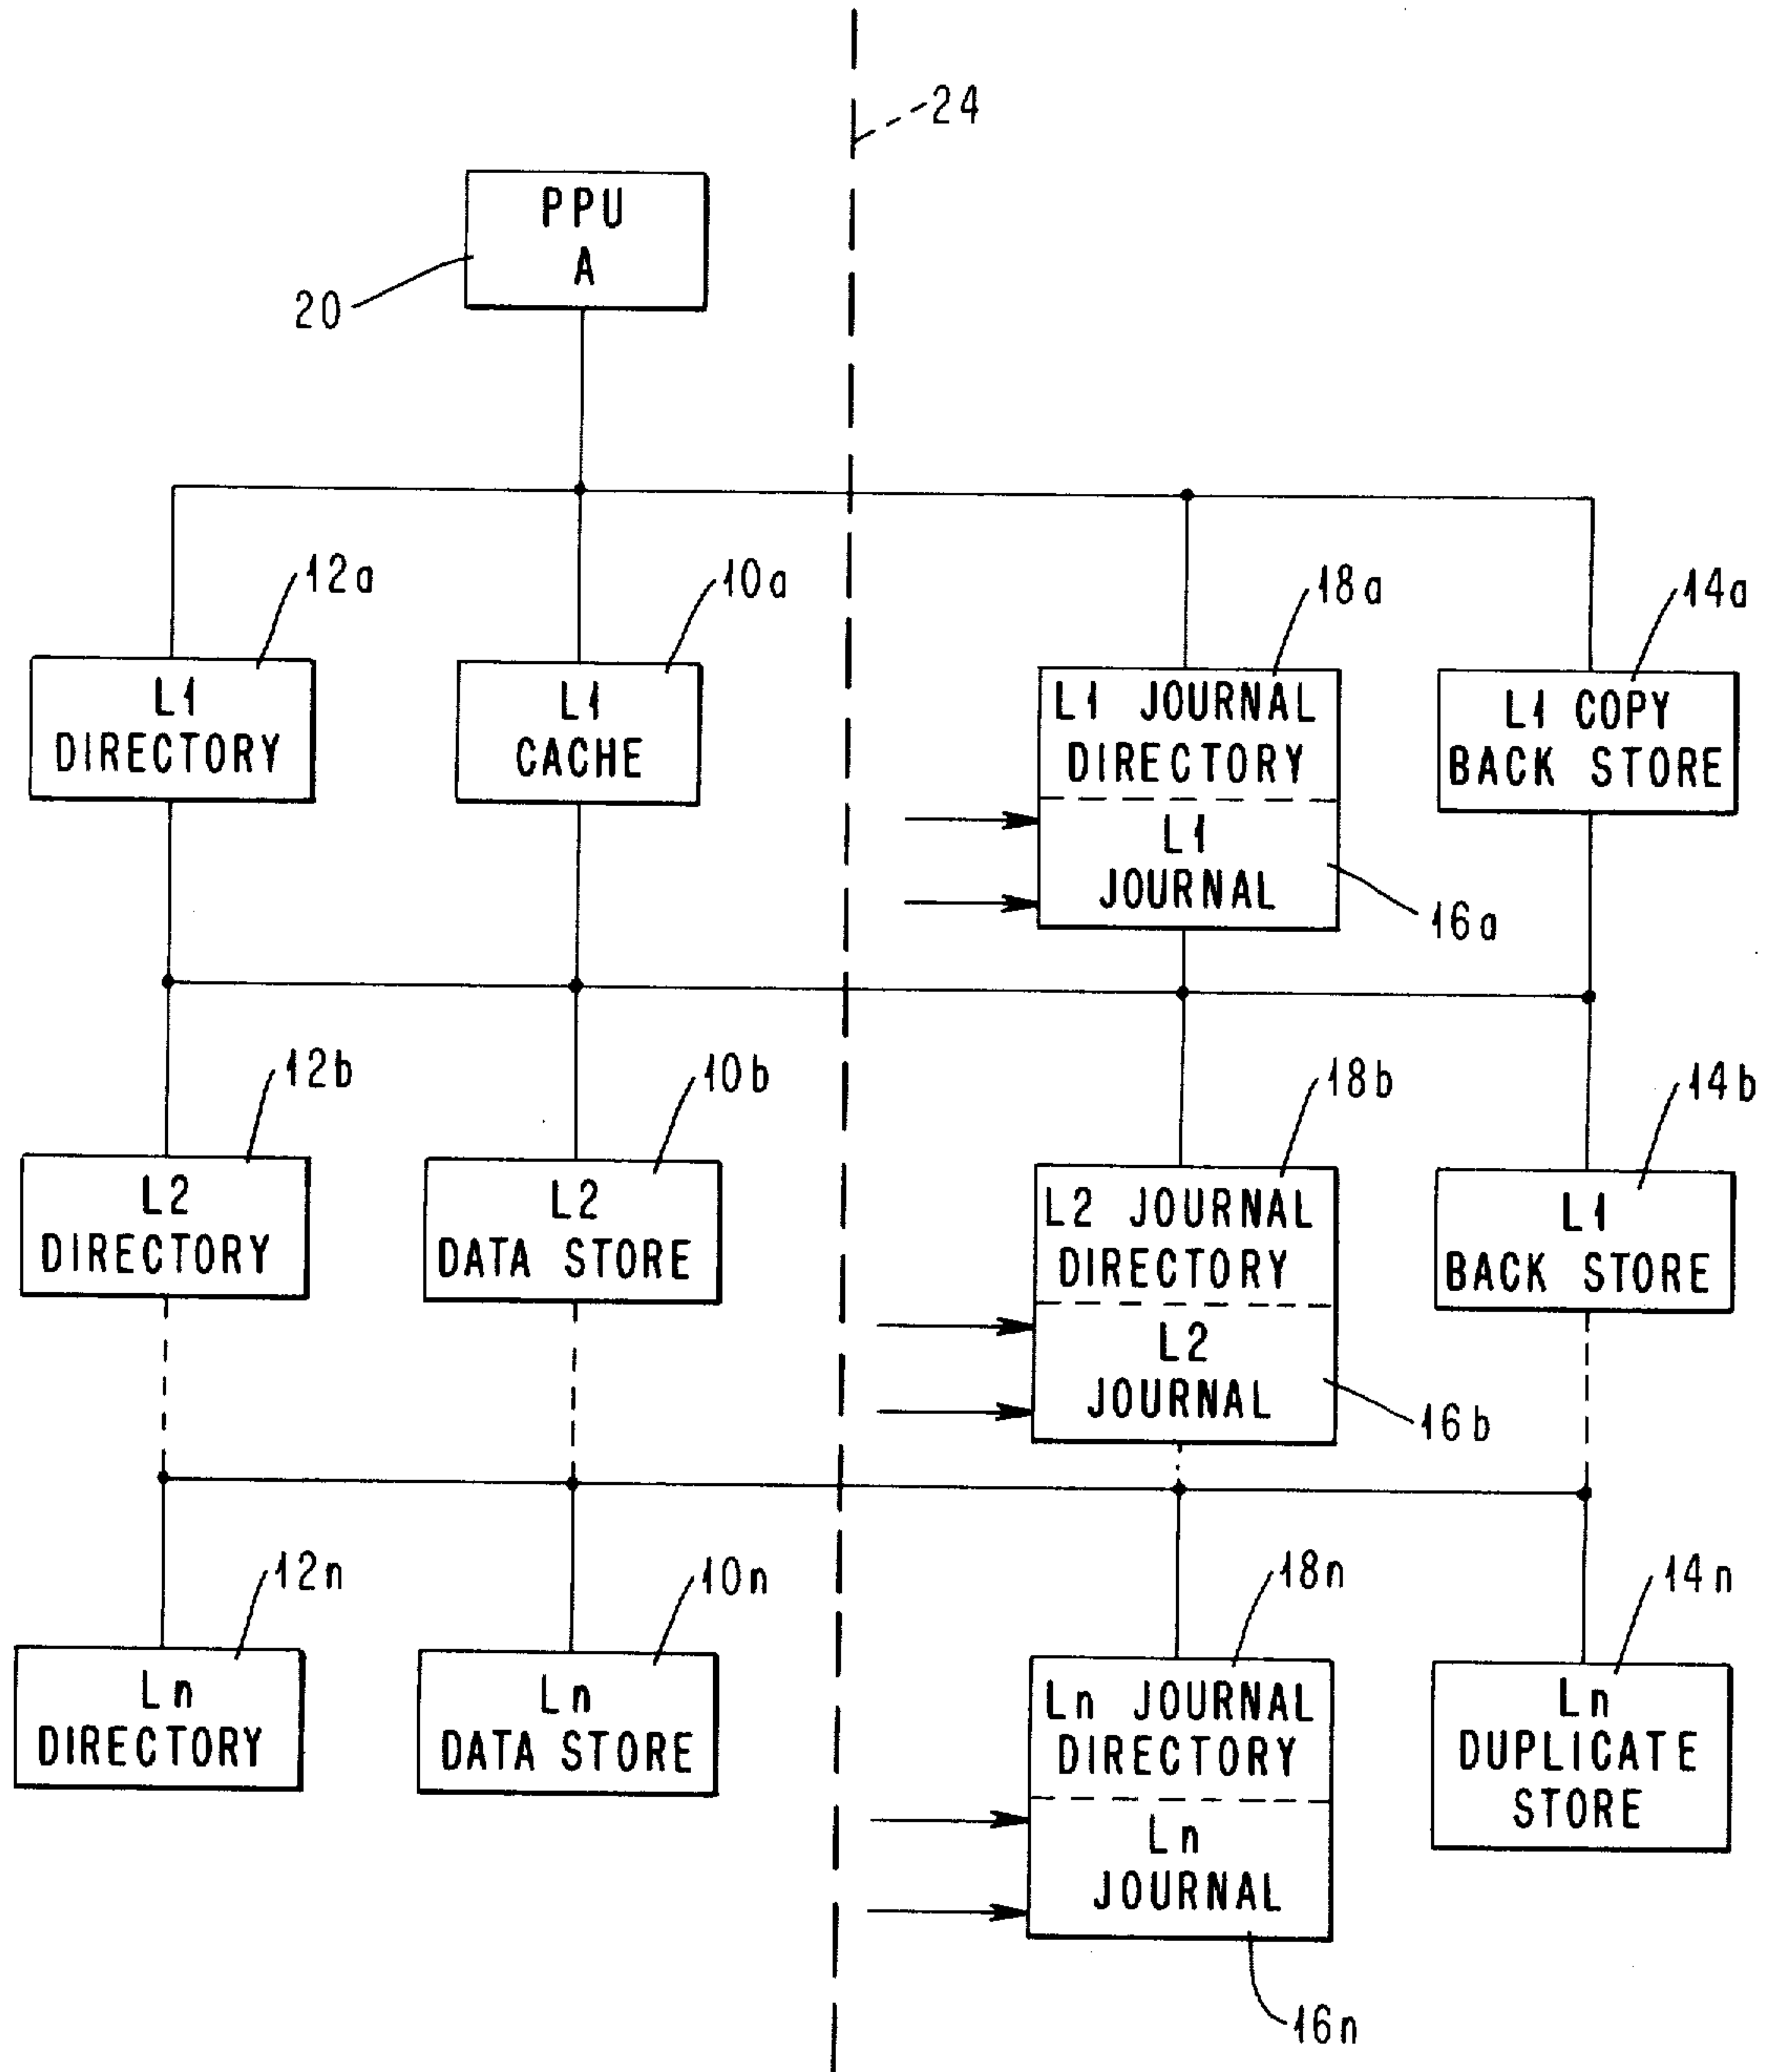 24
PPU
A
20
12a
10a
18a
14a
L1
DIRECTORY
L1
CACHE
L1 JOURNAL
DIRECTORY
L1
JOURNAL
L1 COPY
BACK STORE
16a
12b
10b
18b
14b
L2
DIRECTORY
L2
DATA STORE
L2 JOURNAL
DIRECTORY
L2
JOURNAL
L1
BACK STORE
16b
12n
10n
18n
14n
Ln
DIRECTORY
Ln
DATA STORE
Ln JOURNAL
DIRECTORY
Ln
JOURNAL
Ln
DUPLICATE
STORE
16n